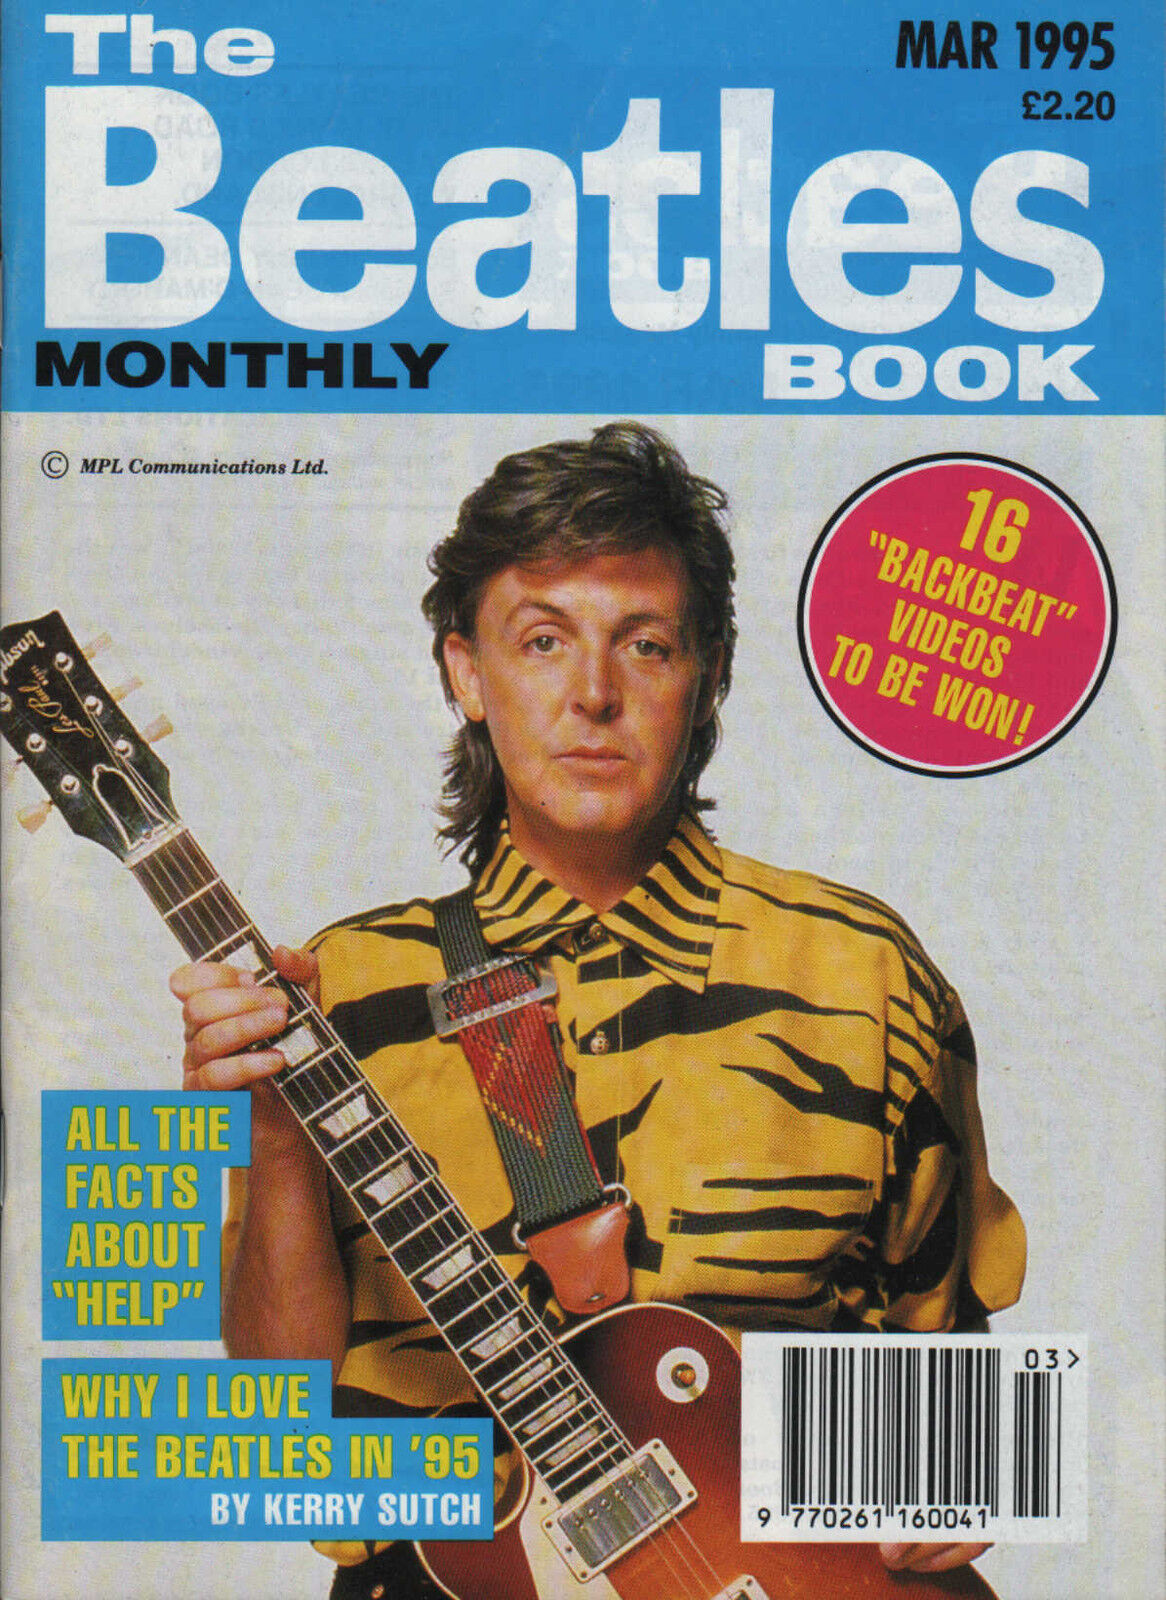 The
Beatles
MONTHLY
BOOK
MAR 1995
£2.20
© MPL Communications Ltd.
16
"BACKBEAT"
VIDEOS
TO BE WON!
Gibson
Les Paul
ALL THE
FACTS
ABOUT
"HELP"
WHY I LOVE
THE BEATLES IN '95
BY KERRY SUTCH
03>
9 770261 160041